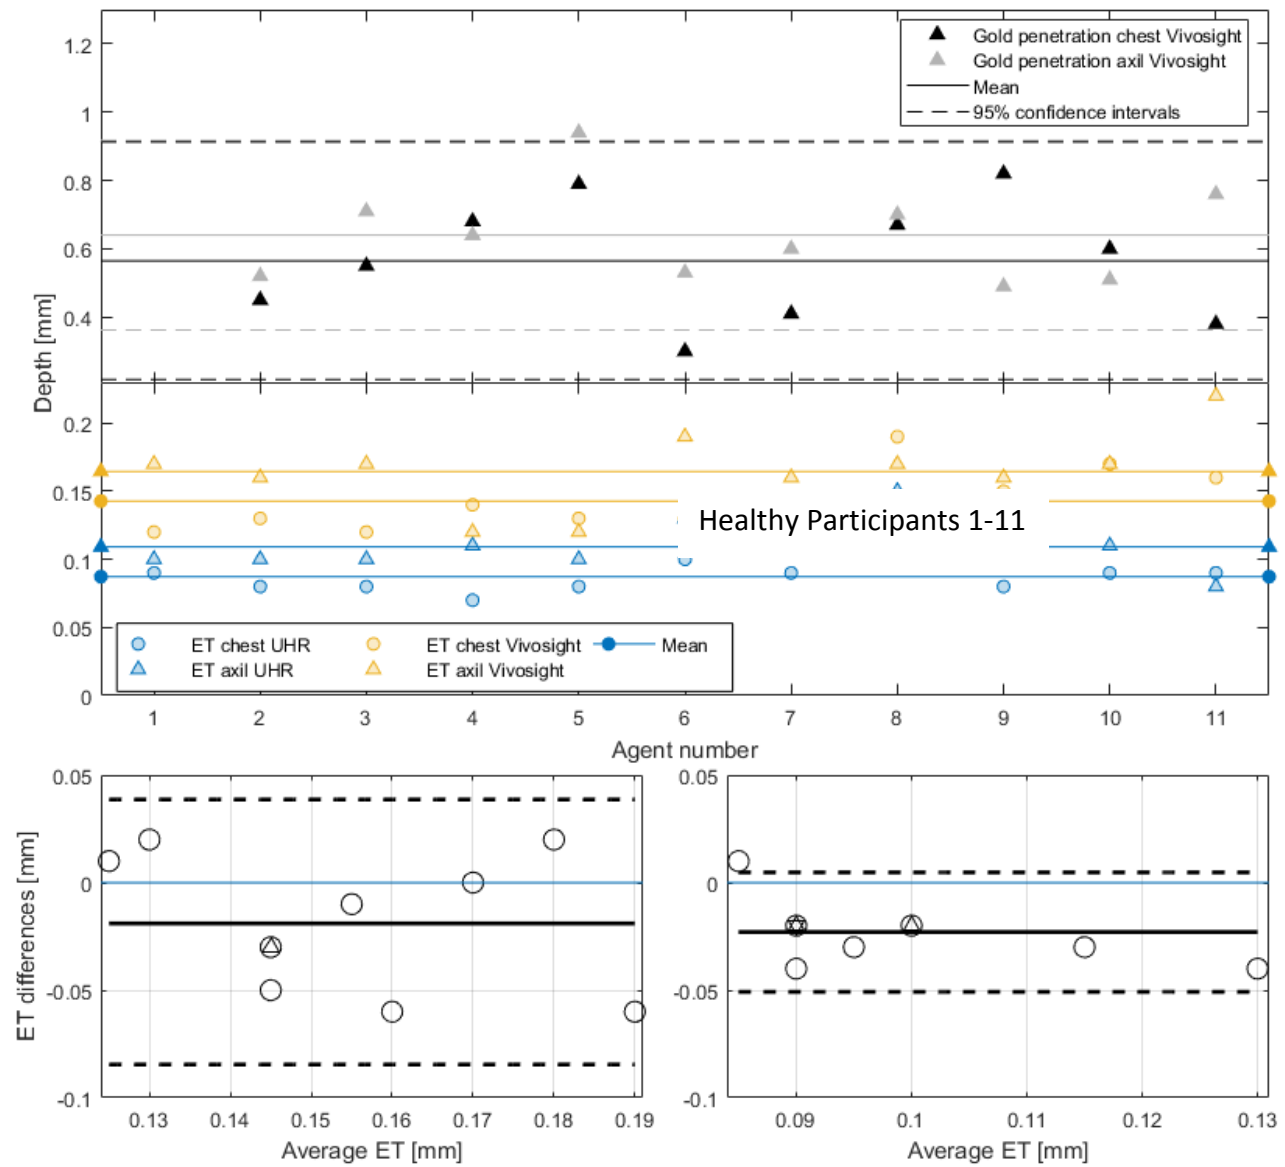 Gold penetration chest Vivosight
Gold penetration axil Vivosight
Mean
95% confidence intervals
1.2
1
0.8
0.6
0.4
Depth [mm]
0.2
0.15
0.1
0.05
0
Healthy Participants 1-11
ET chest UHR ET chest Vivosight Mean
ET axil UHR ET axil Vivosight
1 2 3 4 5 6 7 8 9 10 11
Agent number
0.05
0
-0.05
-0.1
ET differences [mm]
0.13 0.14 0.15 0.16 0.17 0.18 0.19
Average ET [mm]
0.05
0
-0.05
-0.1
0.09 0.1 0.11 0.12 0.13
Average ET [mm]